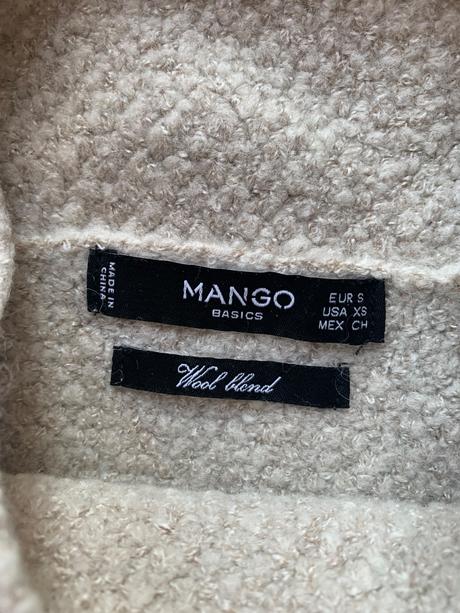 MADE IN
CHINA
MANGO
BASICS
EUR S
USA XS
MEX CH
Wool blend